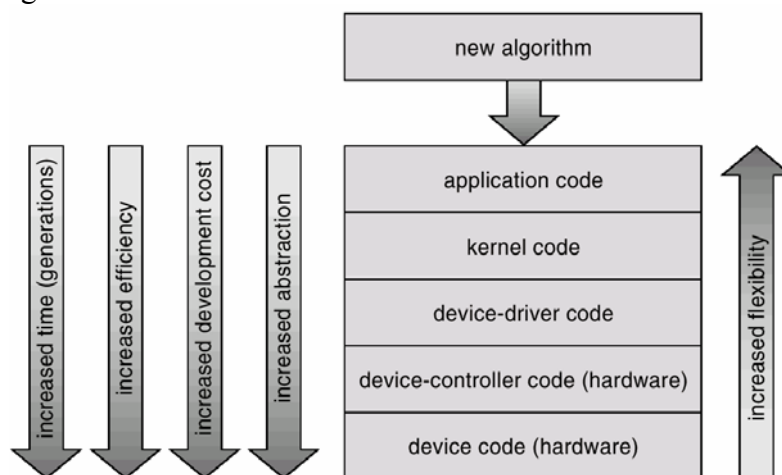 new algorithm
increased time (generations)
increased efficiency
increased development cost
increased abstraction
application code
kernel code
device-driver code
device-controller code (hardware)
device code (hardware)
increased flexibility